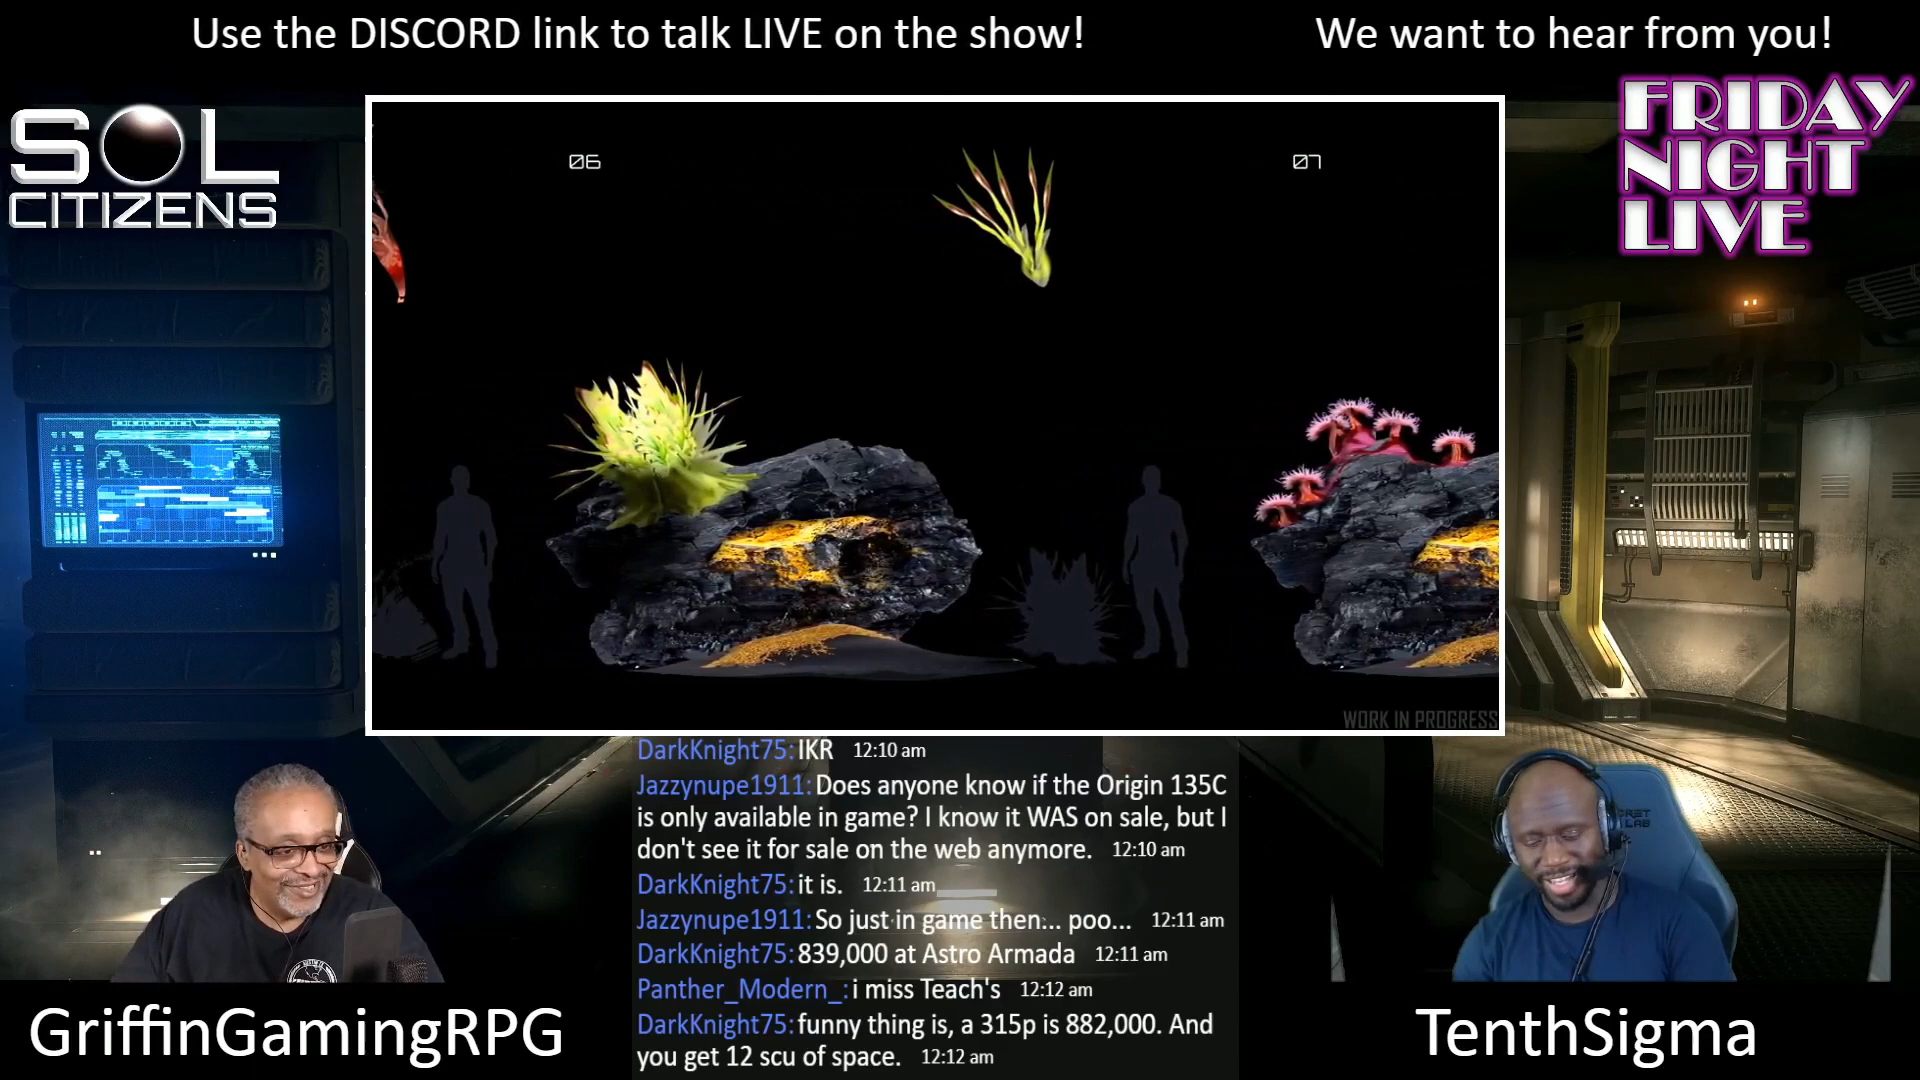 Use the DISCORD link to talk LIVE on the show!
We want to hear from you!
SOL
CITIZENS
FRIDAY
NIGHT
LIVE
06
07
WORK IN PROGRESS
DarkKnight75: IKR 12:10 am
Jazzynupe1911: Does anyone know if the Origin 135C
is only available in game? I know it WAS on sale, but I
don't see it for sale on the web anymore. 12:10 am
DarkKnight75: it is. 12:11 am
Jazzynupe1911: So just in game then... poo... 12:11 am
DarkKnight75: 839,000 at Astro Armada 12:11 am
Panther_Modern_: i miss Teach's 12:12 am
DarkKnight75: funny thing is, a 315p is 882,000. And
you get 12 scu of space. 12:12 am
GriffinGamingRPG
TenthSigma